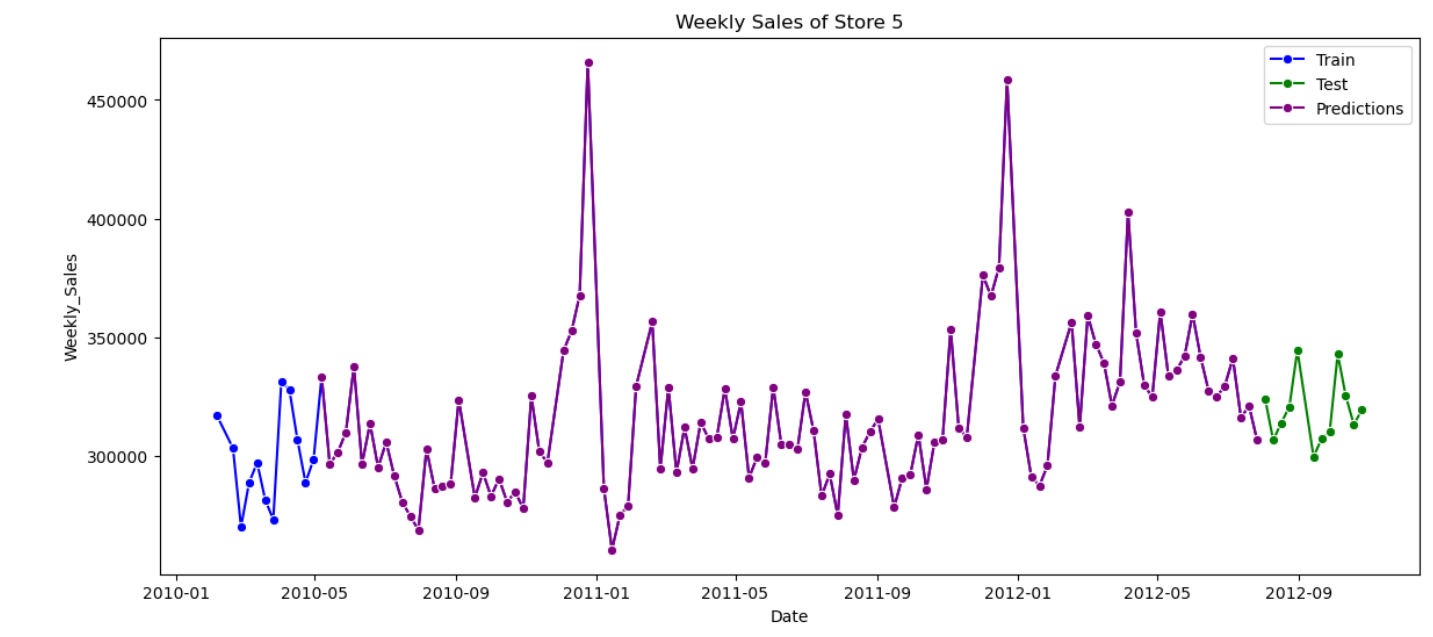 Weekly Sales of Store 5
Train
Test
Predictions
450000
400000
350000
300000
Weekly_Sales
2010-01 2010-05 2010-09 2011-01 2011-05 2011-09 2012-01 2012-05 2012-09
Date